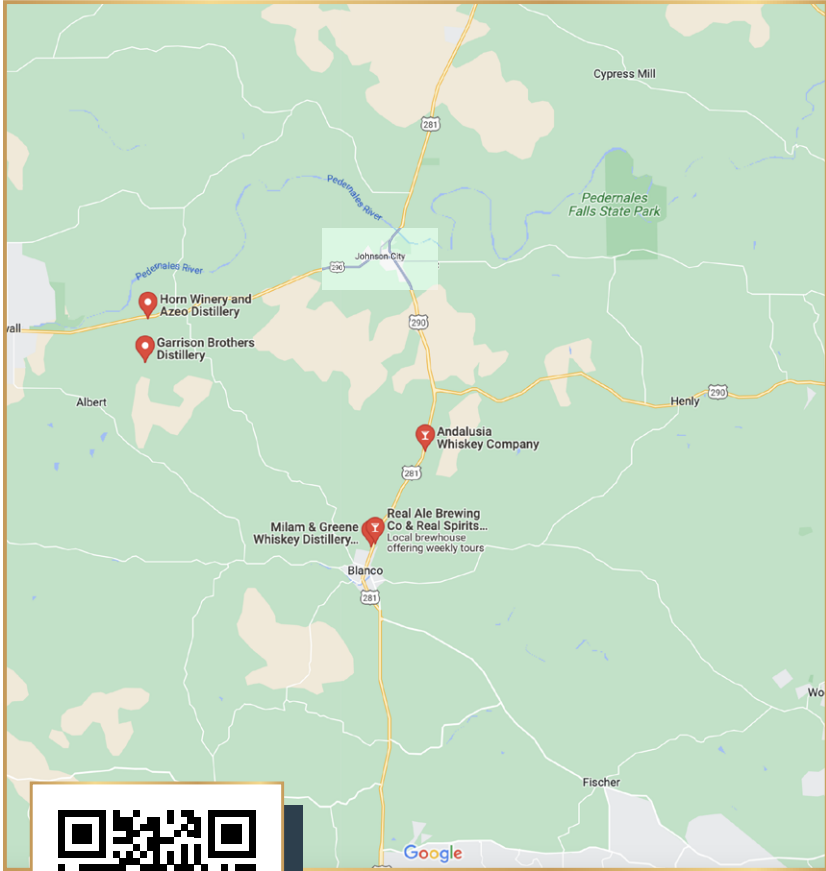 Cypress Mill
281
Pedernales
Falls State Park
Pedernales River
Johnson City
290
Pedernales River
Horn Winery and
Azeo Distillery
290
Garrison Brothers
Distillery
Albert
Henly
290
Andalusia
Whiskey Company
281
Real Ale Brewing
Co & Real Spirits...
Local brewhouse
offering weekly tours
Milam & Greene
Whiskey Distillery...
Blanco
281
Fischer
Google